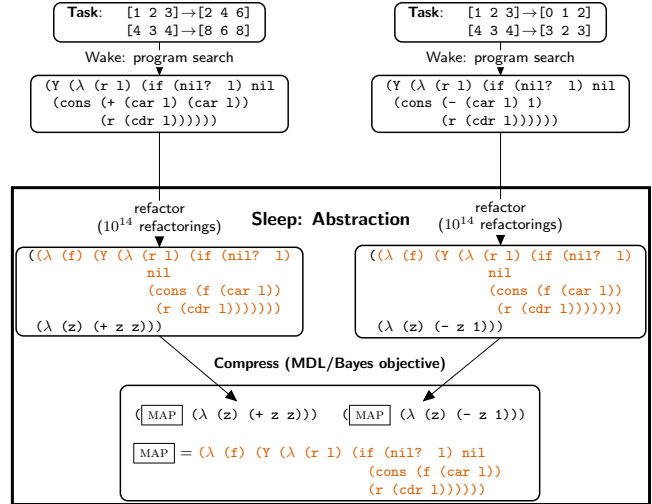 Task: [1 2 3]→[2 4 6]
[4 3 4]→[8 6 8]
Wake: program search
(Y (λ (r l) (if (nil? l) nil
(cons (+ (car l) (car l))
(r (cdr l))))))
Task: [1 2 3]→[0 1 2]
[4 3 4]→[3 2 3]
Wake: program search
(Y (λ (r l) (if (nil? l) nil
(cons (- (car l) 1)
(r (cdr l))))))
Sleep: Abstraction
refactor
(10¹⁴ refactorings)
((λ (f) (Y (λ (r l) (if (nil? l)
nil
(cons (f (car l))
(r (cdr l)))))))
(λ (z) (+ z z)))
refactor
(10¹⁴ refactorings)
((λ (f) (Y (λ (r l) (if (nil? l)
nil
(cons (f (car l))
(r (cdr l)))))))
(λ (z) (- z 1)))
Compress (MDL/Bayes objective)
(MAP (λ (z) (+ z z))) (MAP (λ (z) (- z 1)))
MAP = (λ (f) (Y (λ (r l) (if (nil? l) nil
(cons (f (car l))
(r (cdr l))))))